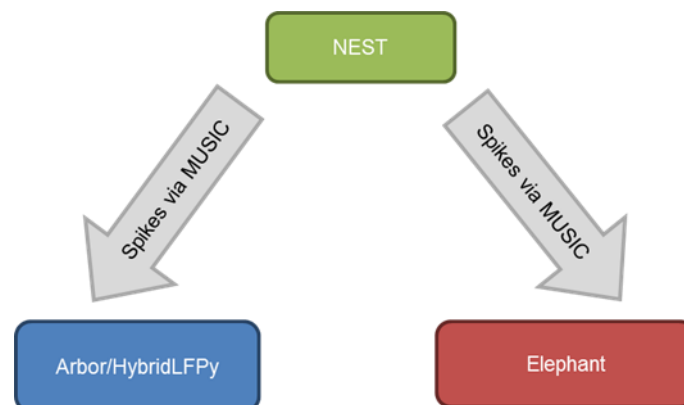 NEST
Spikes via MUSIC
Spikes via MUSIC
Arbor/HybridLFPy
Elephant